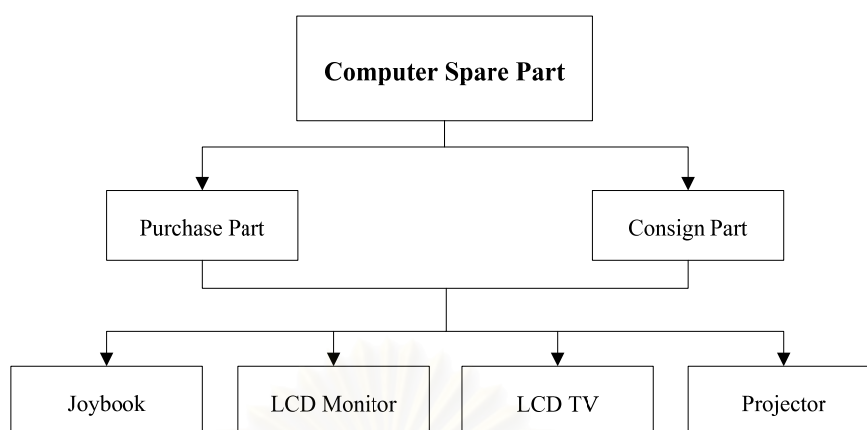 Computer Spare Part
Purchase Part
Consign Part
Joybook
LCD Monitor
LCD TV
Projector